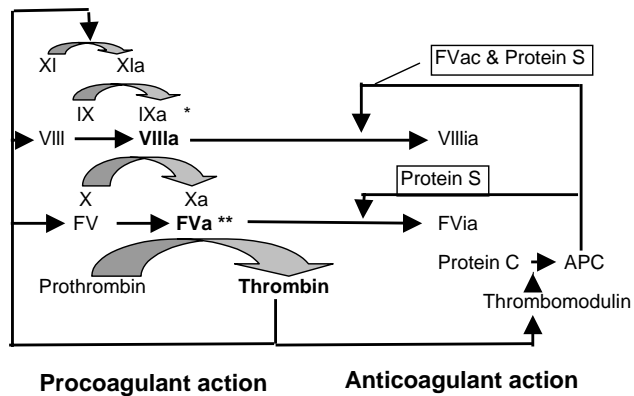 FVac & Protein S
XI XIa
IX IXa *
VIII VIIIa VIIIia
Protein S
X Xa
FV FVa ** FVia
Protein C APC
Prothrombin Thrombin Thrombomodulin
Procoagulant action Anticoagulant action